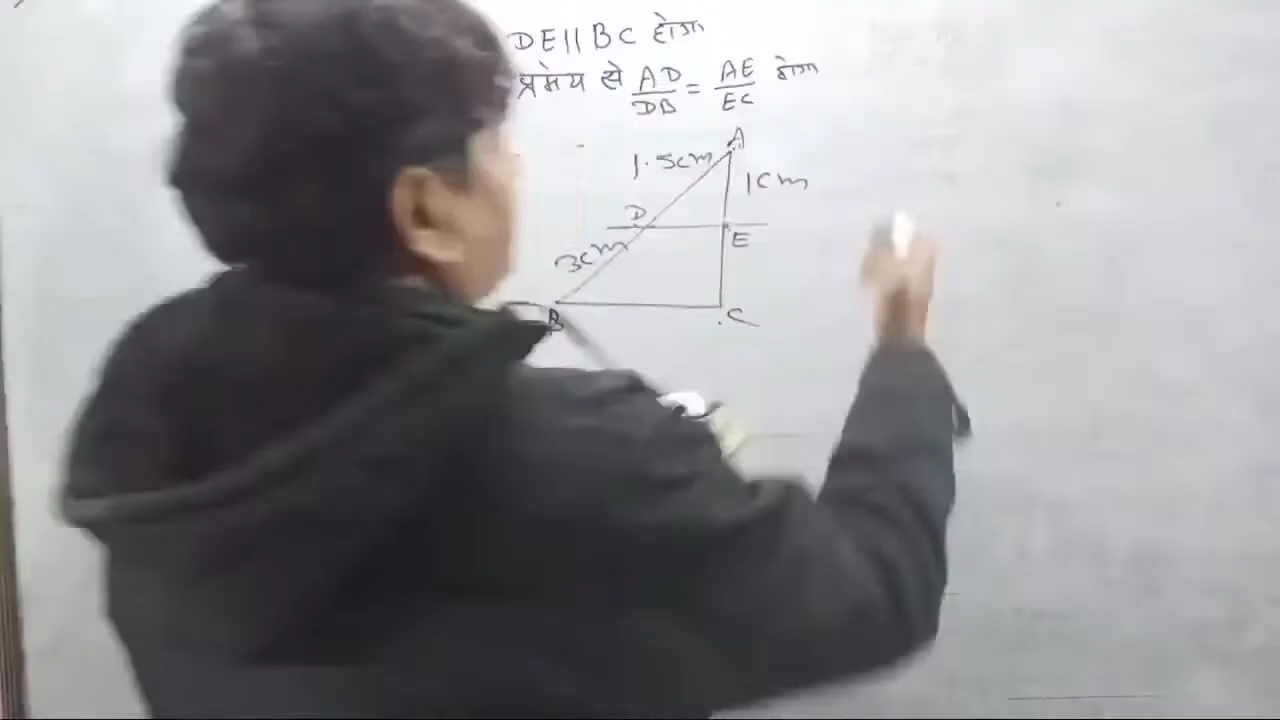 DE||BC होगा
प्रमेय से AD/DB = AE/EC होगा
A
1.5cm
1cm
D
E
3cm
B
C